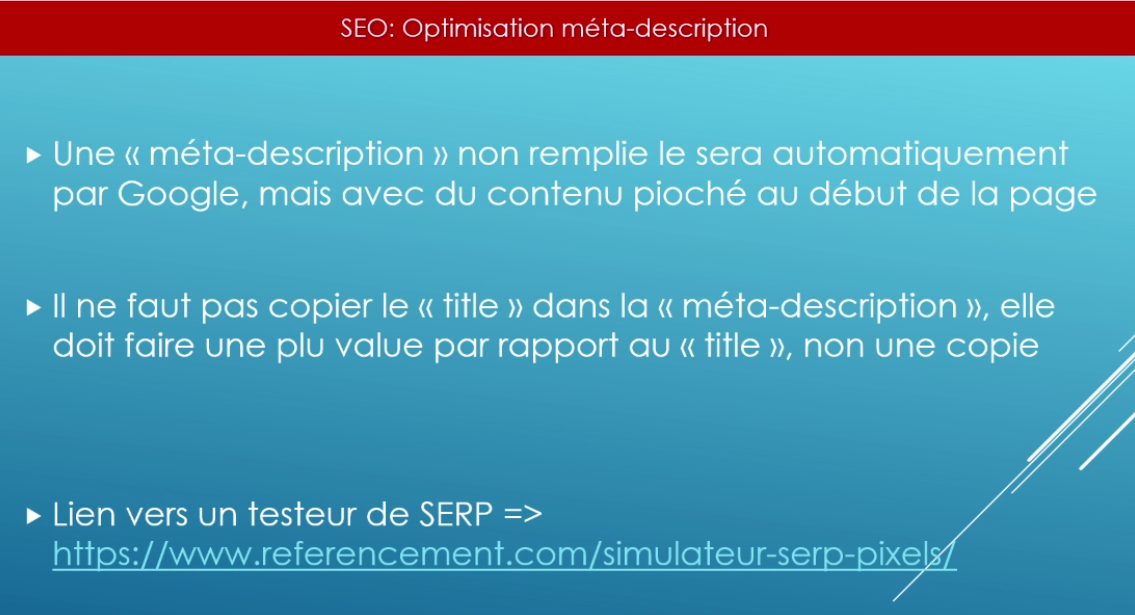 SEO: Optimisation méta-description
Une « méta-description » non remplie le sera automatiquement
par Google, mais avec du contenu pioché au début de la page
Il ne faut pas copier le « title » dans la « méta-description », elle
doit faire une plu value par rapport au « title », non une copie
Lien vers un testeur de SERP =>
https://www.referencement.com/simulateur-serp-pixels/